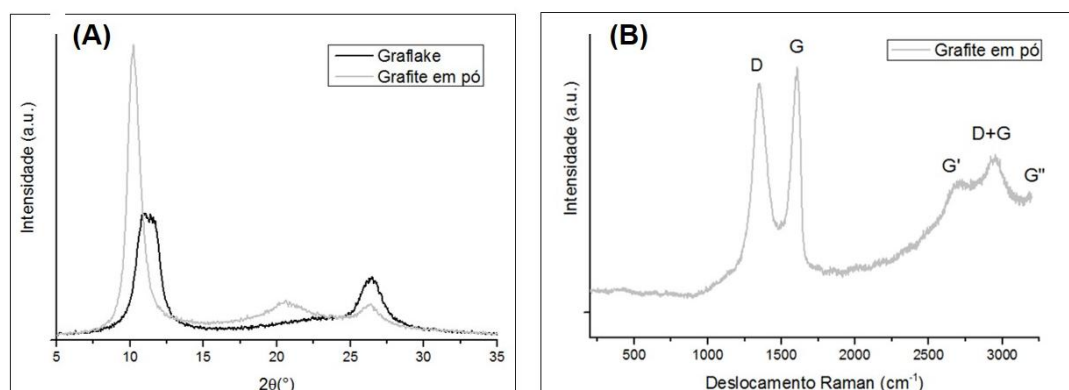 (A)
Graflake
Grafite em pó
Intensidade (a.u.)
5 10 15 20 25 30 35
2θ(°)
(B)
Grafite em pó
D
G
G'
D+G
G"
Intensidade (a.u.)
500 1000 1500 2000 2500 3000
Deslocamento Raman (cm⁻¹)